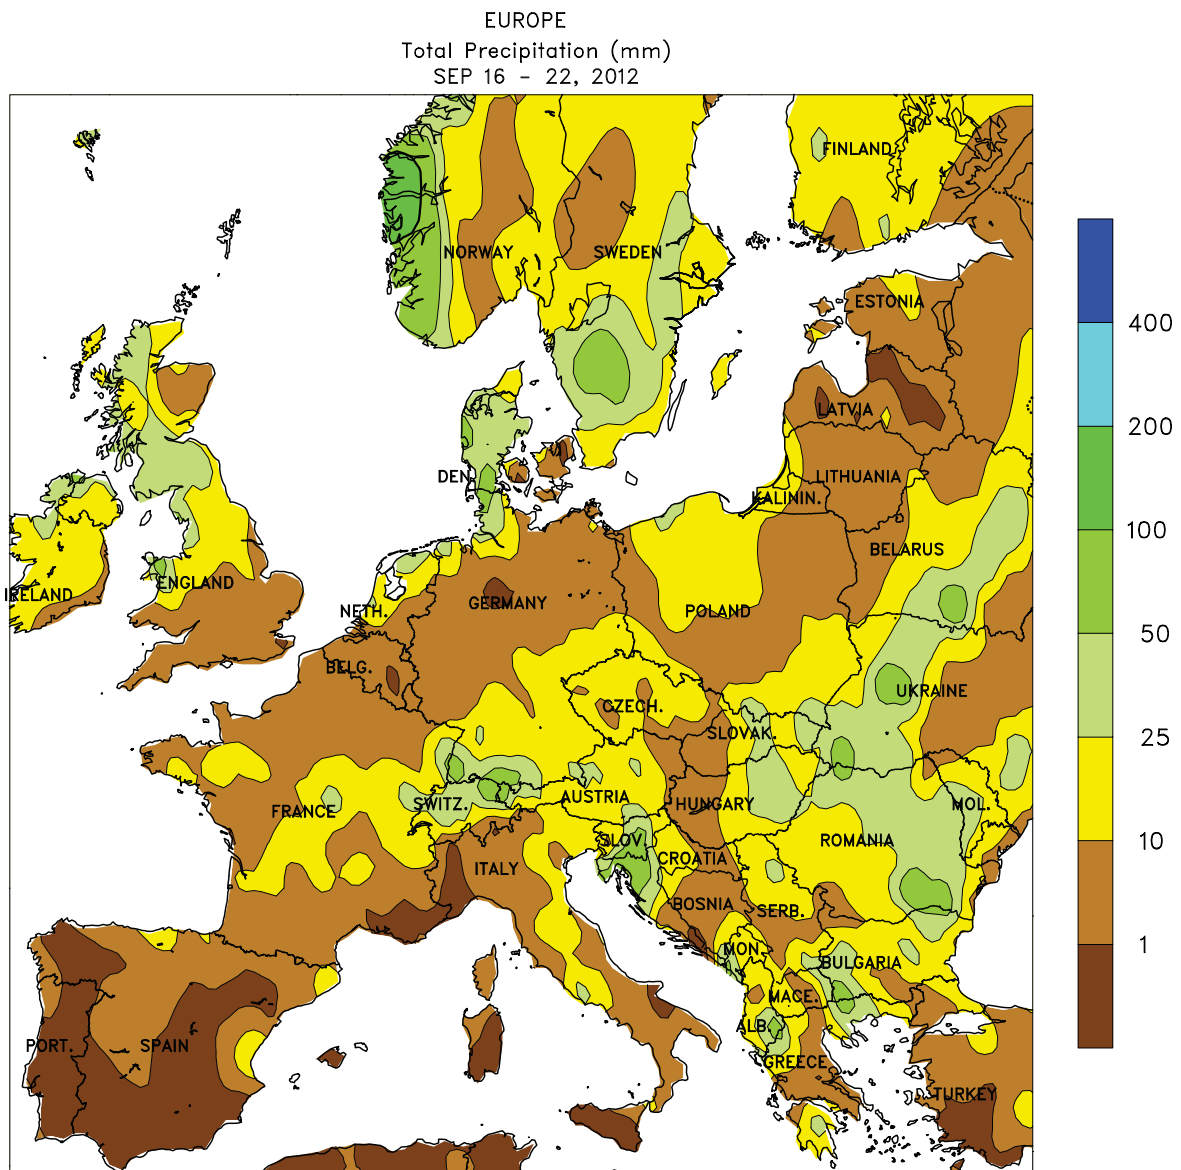 EUROPE
Total Precipitation (mm)
SEP 16 - 22, 2012
FINLAND
NORWAY
SWEDEN
ESTONIA
400
LATVIA
200
DEN.
LITHUANIA
KALININ.
100
BELARUS
ENGLAND
IRELAND
NETH.
GERMANY
POLAND
50
BELG.
UKRAINE
CZECH.
SLOVAK.
25
FRANCE
SWITZ.
AUSTRIA
HUNGARY
MOL.
ROMANIA
10
SLOV.
ITALY
CROATIA
BOSNIA
SERB.
1
MON.
BULGARIA
MACE.
ALB.
PORT.
SPAIN
GREECE
TURKEY